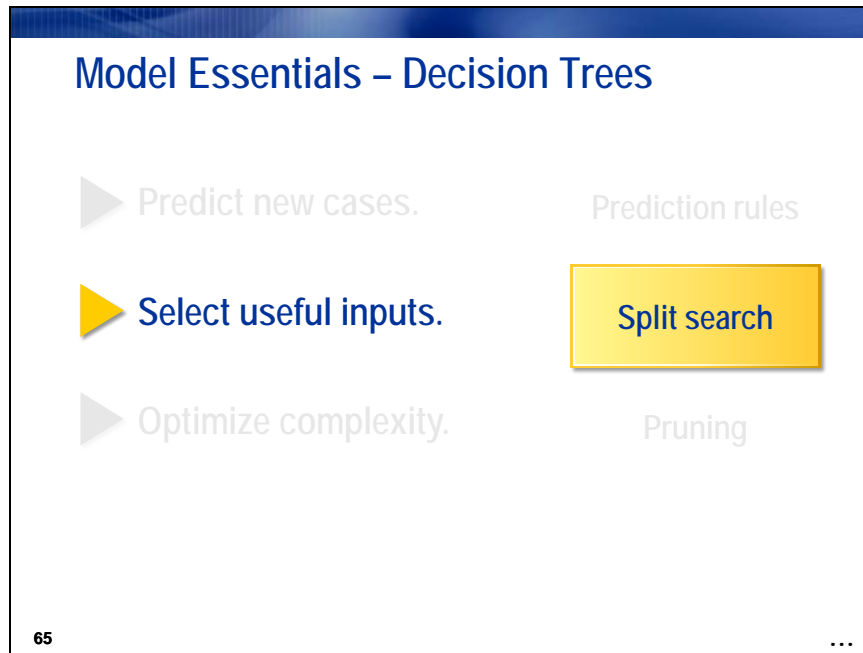 Model Essentials – Decision Trees
Predict new cases. Prediction rules
Select useful inputs. Split search
Optimize complexity. Pruning
65 ...